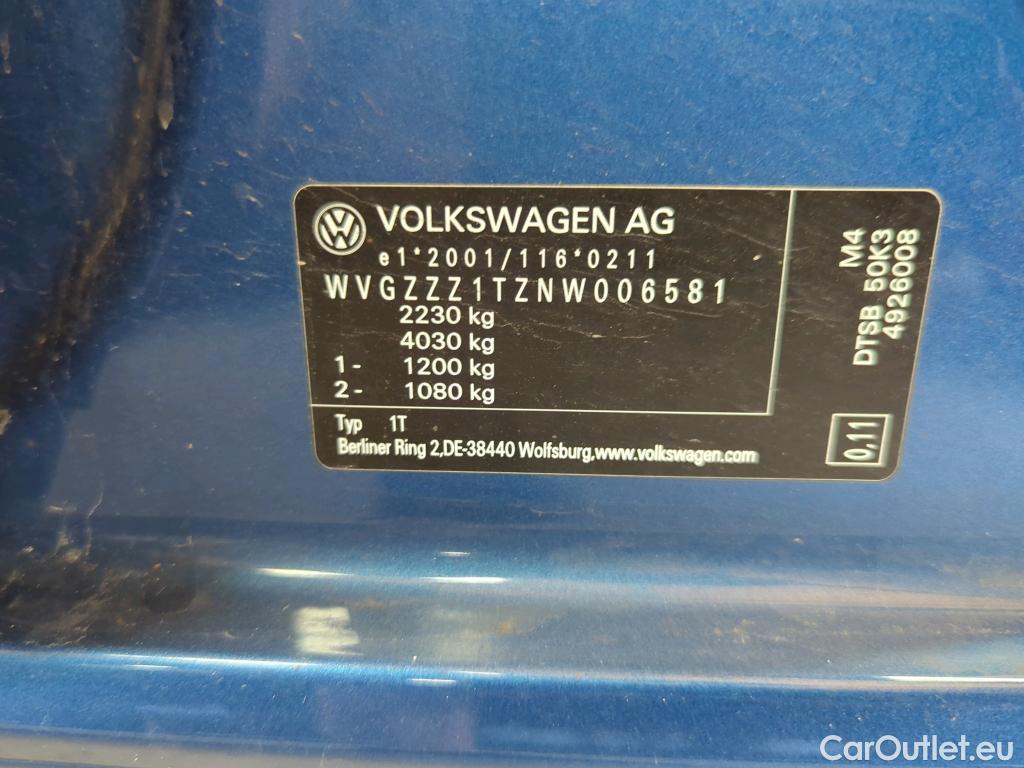 VOLKSWAGEN AG
e1*2001/116*0211
WVGZZZ1TZNW006581
2230 kg
4030 kg
1- 1200 kg
2- 1080 kg
Typ 1T
Berliner Ring 2,DE-38440 Wolfsburg,www.volkswagen.com
M4
DTSB 50K3
4926008
0,11
CarOutlet.eu